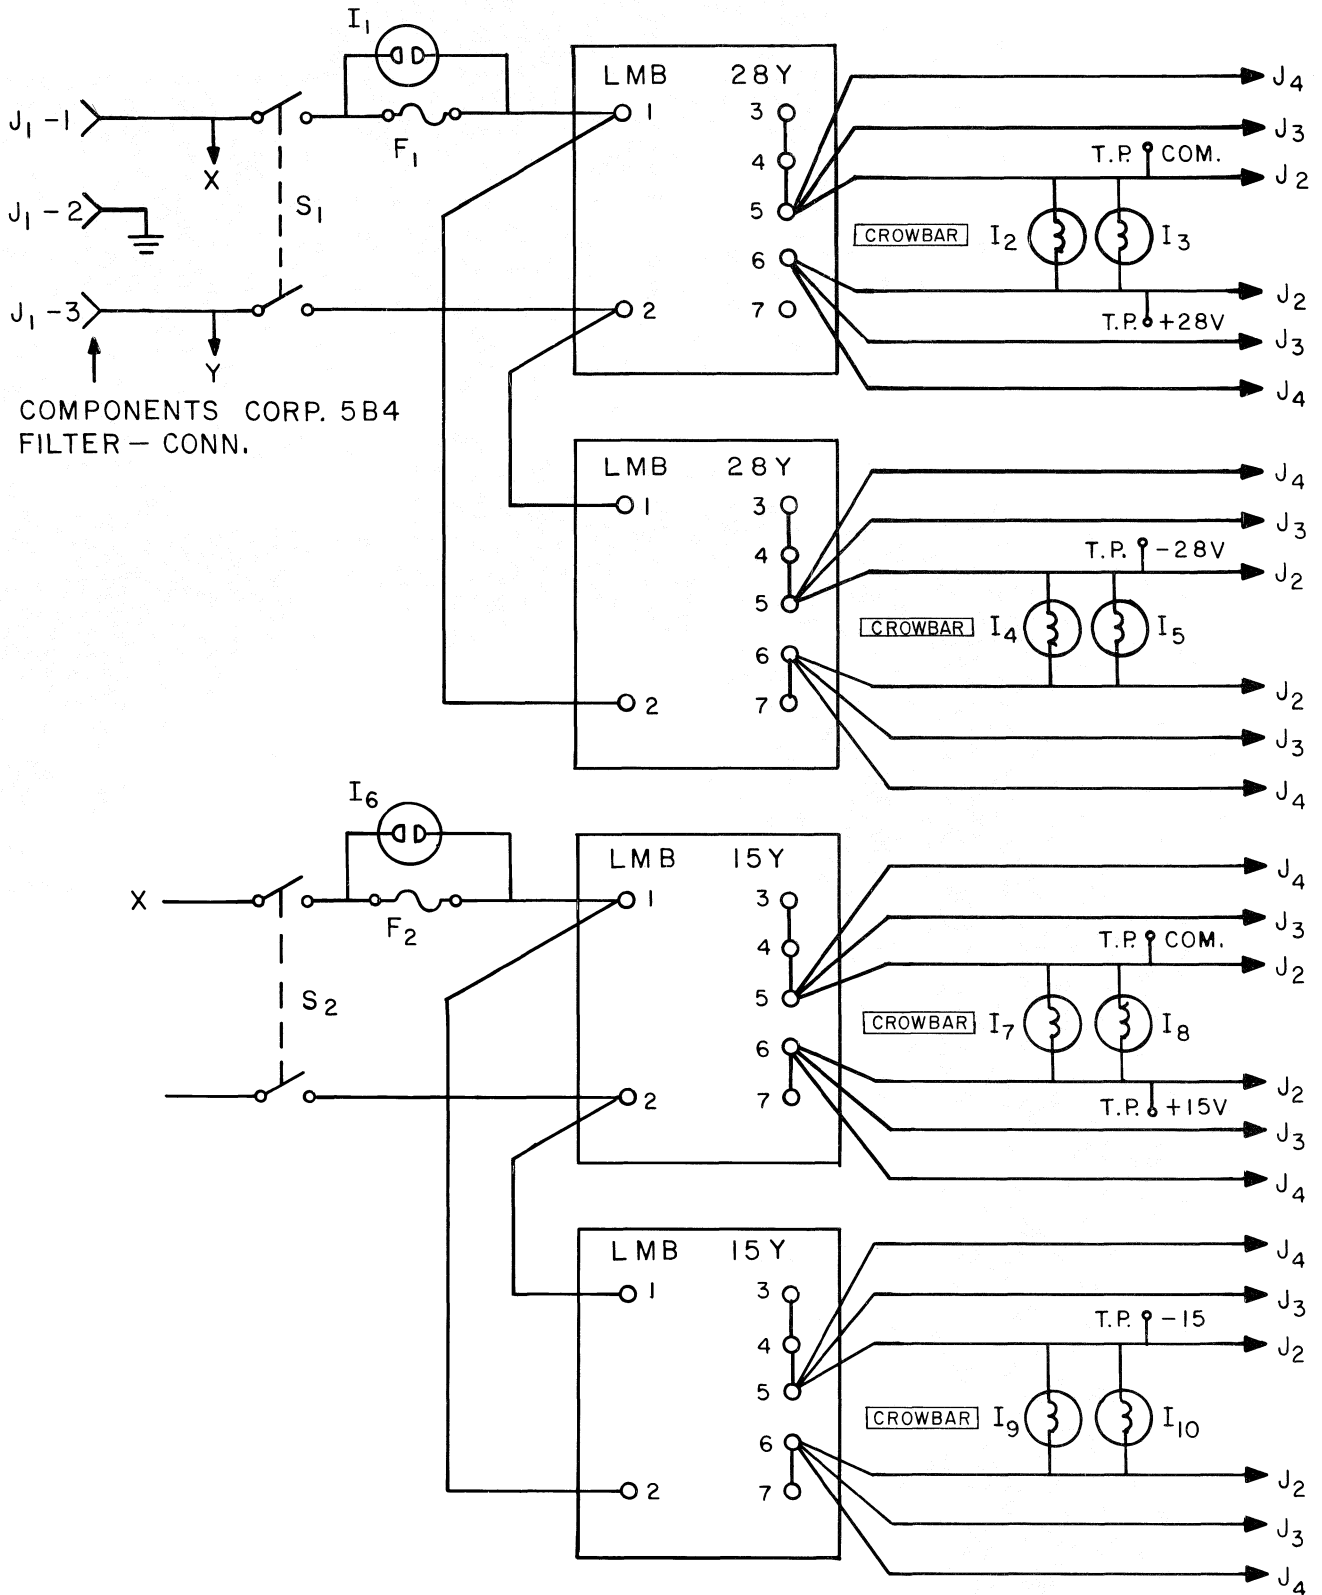 I₁
LMB 28Y
J₁-1
X
F₁
1
3
4
5
6
7
2
J₄
J₃
T.P. COM.
J₂
CROWBAR I₂ I₃
J₂
T.P. +28V
J₃
J₄
J₁-2
S₁
J₁-3
Y
COMPONENTS CORP. 5B4
FILTER – CONN.
LMB 28Y
1
3
4
5
6
7
2
J₄
J₃
T.P. -28V
J₂
CROWBAR I₄ I₅
J₂
J₃
J₄
I₆
LMB 15Y
X
F₂
1
3
4
5
6
7
2
S₂
J₄
J₃
T.P. COM.
J₂
CROWBAR I₇ I₈
J₂
T.P. +15V
J₃
J₄
LMB 15Y
1
3
4
5
6
7
2
J₄
J₃
T.P. -15
J₂
CROWBAR I₉ I₁₀
J₂
J₃
J₄